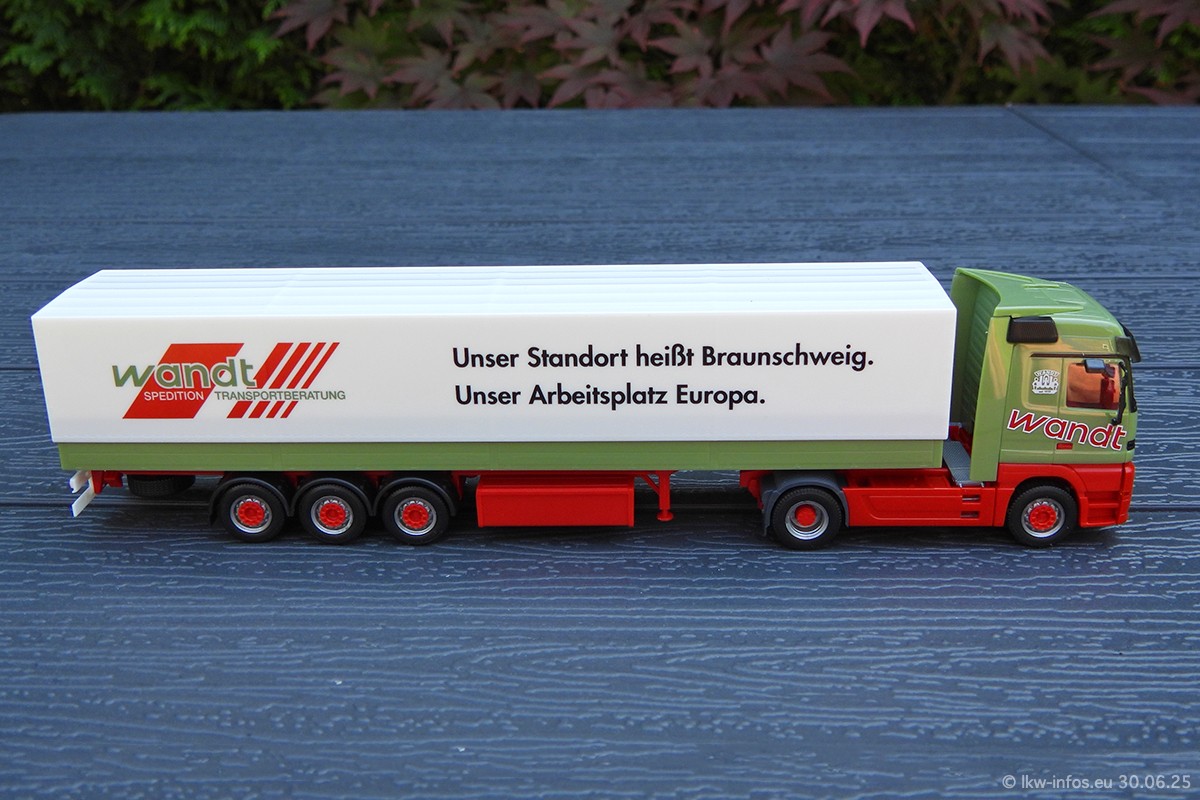 wandt
SPEDITION TRANSPORTBERATUNG
Unser Standort heißt Braunschweig.
Unser Arbeitsplatz Europa.
wandt
© lkw-infos.eu 30.06.25